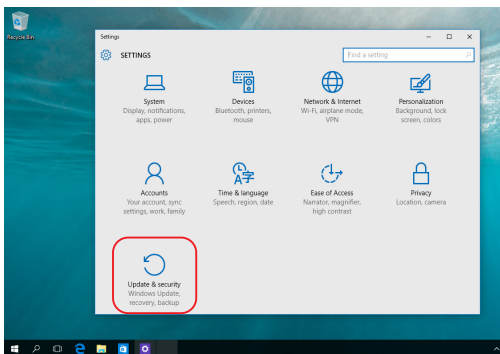 Recycle Bin
Settings
SETTINGS
Find a setting
System
Display, notifications,
apps, power
Devices
Bluetooth, printers,
mouse
Network & Internet
Wi-Fi, airplane mode,
VPN
Personalization
Background, lock
screen, colors
Accounts
Your account, sync
settings, work, family
Time & language
Speech, region, date
Ease of Access
Narrator, magnifier,
high contrast
Privacy
Location, camera
Update & security
Windows Update,
recovery, backup